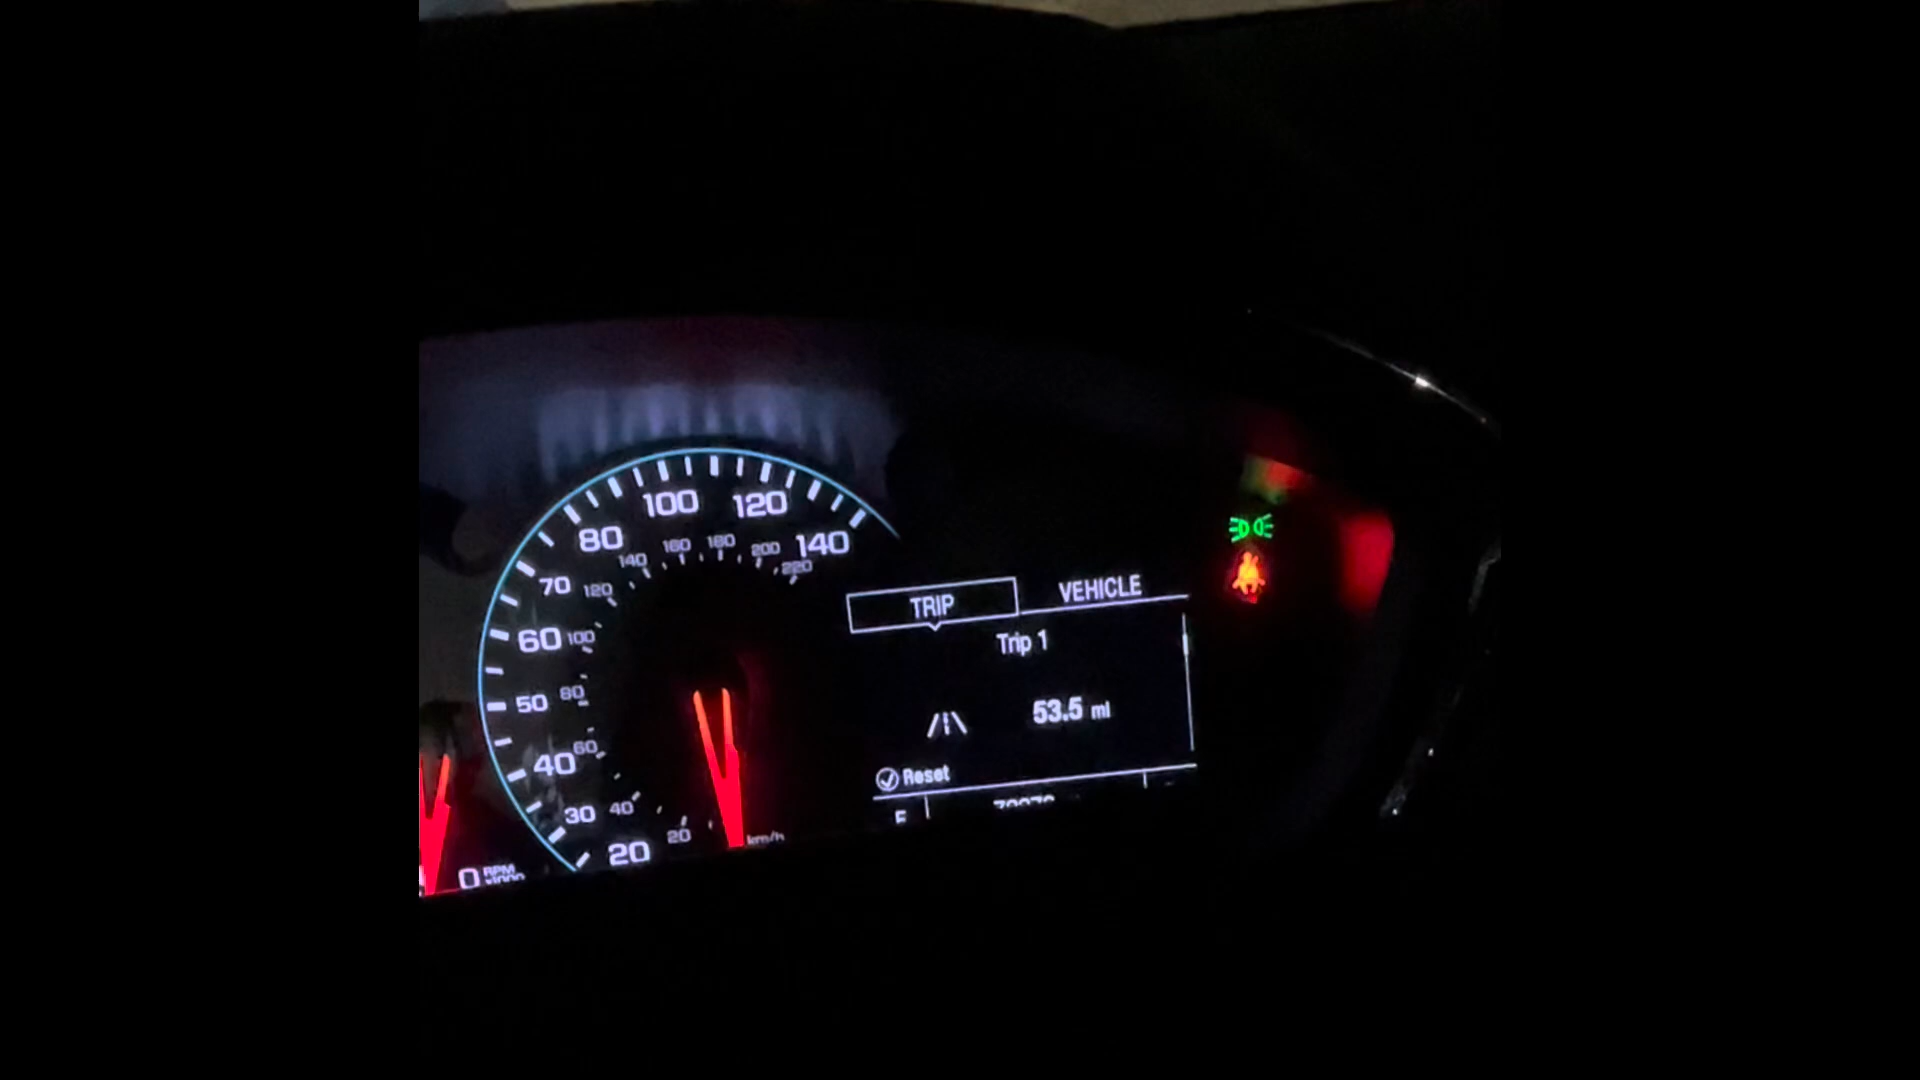 100 120
80 140
140 160 180 200 220
70 120
60 100
50 80
40 60
30 40
20 20 km/h
0 RPM x1000
TRIP VEHICLE
Trip 1
53.5 mi
Reset